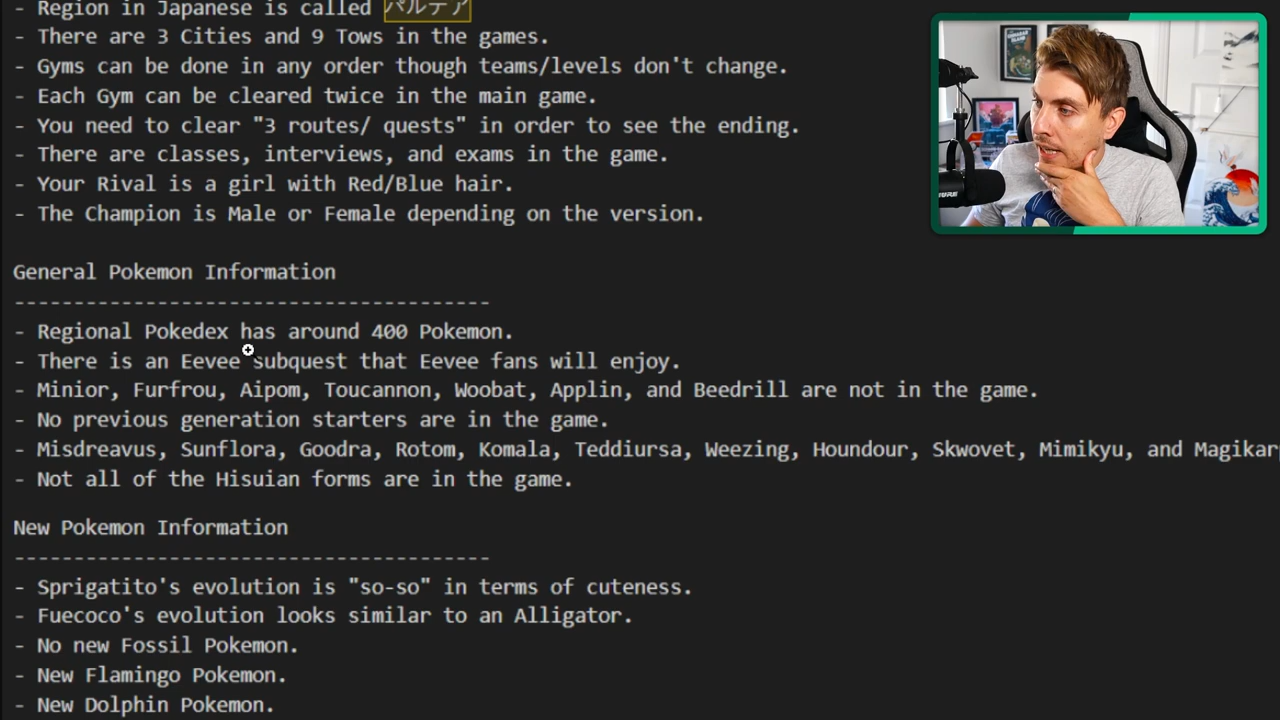 - Region in Japanese is called パルデア
- There are 3 Cities and 9 Tows in the games.
- Gyms can be done in any order though teams/levels don't change.
- Each Gym can be cleared twice in the main game.
- You need to clear "3 routes/ quests" in order to see the ending.
- There are classes, interviews, and exams in the game.
- Your Rival is a girl with Red/Blue hair.
- The Champion is Male or Female depending on the version.
General Pokemon Information
---------------------------------------
- Regional Pokedex has around 400 Pokemon.
- There is an Eevee subquest that Eevee fans will enjoy.
- Minior, Furfrou, Aipom, Toucannon, Woobat, Applin, and Beedrill are not in the game.
- No previous generation starters are in the game.
- Misdreavus, Sunflora, Goodra, Rotom, Komala, Teddiursa, Weezing, Houndour, Skwovet, Mimikyu, and Magikar
- Not all of the Hisuian forms are in the game.
New Pokemon Information
---------------------------------------
- Sprigatito's evolution is "so-so" in terms of cuteness.
- Fuecoco's evolution looks similar to an Alligator.
- No new Fossil Pokemon.
- New Flamingo Pokemon.
- New Dolphin Pokemon.